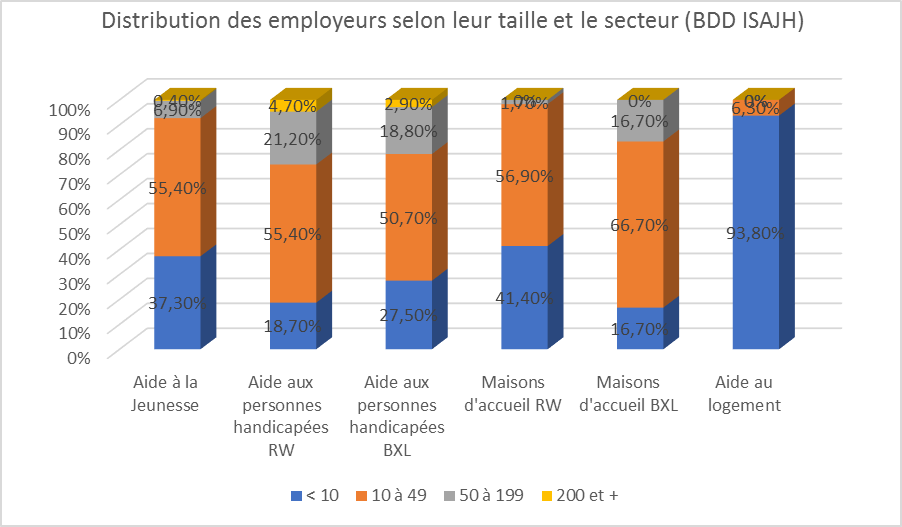 Distribution des employeurs selon leur taille et le secteur (BDD ISAJH)
100%
90%
80%
70%
60%
50%
40%
30%
20%
10%
0%
0,40%
6,90%
55,40%
37,30%
4,70%
21,20%
55,40%
18,70%
2,90%
18,80%
50,70%
27,50%
0%
1,70%
56,90%
41,40%
0%
16,70%
66,70%
16,70%
0%
6,30%
93,80%
Aide à la
Jeunesse
Aide aux
personnes
handicapées
RW
Aide aux
personnes
handicapées
BXL
Maisons
d'accueil RW
Maisons
d'accueil BXL
Aide au
logement
< 10
10 à 49
50 à 199
200 et +